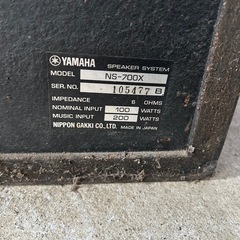 YAMAHA SPEAKER SYSTEM
MODEL NS-700X
SER NO. 105477 B
IMPEDANCE 6 OHMS
NOMINAL INPUT 100 WATTS
MUSIC INPUT 200 WATTS
NIPPON GAKKI CO., LTD. MADE IN JAPAN